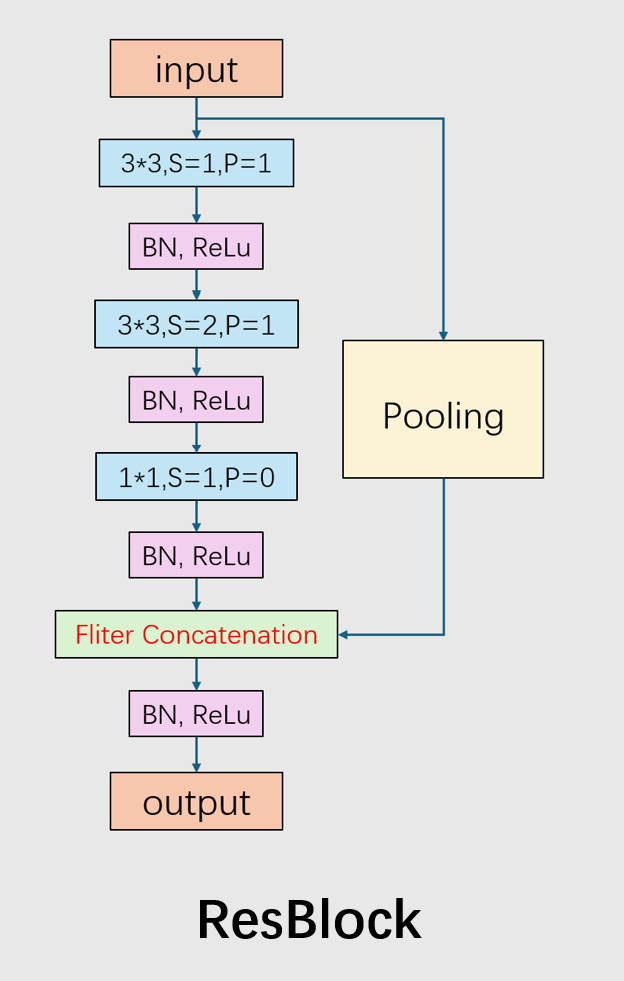 input
3*3,S=1,P=1
BN, ReLu
3*3,S=2,P=1
BN, ReLu
Pooling
1*1,S=1,P=0
BN, ReLu
Fliter Concatenation
BN, ReLu
output
ResBlock